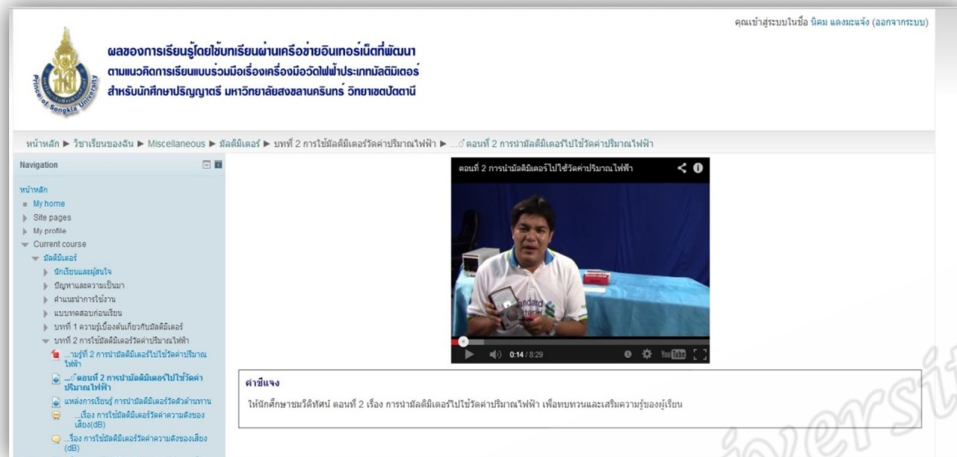 คุณเข้าสู่ระบบในชื่อ นิคม แดงมะแจ้ง (ออกจากระบบ)
ผลของการเรียนรู้โดยใช้บทเรียนผ่านเครือข่ายอินเทอร์เน็ตที่พัฒนา
ตามแนวคิดการเรียนแบบร่วมมือเรื่องเครื่องมือวัดไฟฟ้าประเภทมัลติมิเตอร์
สำหรับนักศึกษาปริญญาตรี มหาวิทยาลัยสงขลานครินทร์ วิทยาเขตปัตตานี
Prince of Songkla University
หน้าหลัก ► วิชาเรียนของฉัน ► Miscellaneous ► มัลติมิเตอร์ ► บทที่ 2 การใช้มัลติมิเตอร์วัดค่าปริมาณไฟฟ้า ► ...์ ตอนที่ 2 การนำมัลติมิเตอร์ไปใช้วัดค่าปริมาณไฟฟ้า
Navigation
หน้าหลัก
My home
Site pages
My profile
Current course
มัลติมิเตอร์
นักเรียนและผู้สนใจ
ปัญหาและความเป็นมา
คำแนะนำการใช้งาน
แบบทดสอบก่อนเรียน
บทที่ 1 ความรู้เบื้องต้นเกี่ยวกับมัลติมิเตอร์
บทที่ 2 การใช้มัลติมิเตอร์วัดค่าปริมาณไฟฟ้า
...ามรู้ที่ 2 การนำมัลติมิเตอร์ไปใช้วัดค่าปริมาณ
ไฟฟ้า
...์ ตอนที่ 2 การนำมัลติมิเตอร์ไปใช้วัดค่า
ปริมาณไฟฟ้า
แหล่งการเรียนรู้ การนำมัลติมิเตอร์วัดตัวต้านทาน
...เรื่อง การใช้มัลติมิเตอร์วัดค่าความดังของ
เสียง(dB)
...รื่อง การใช้มัลติมิเตอร์วัดค่าความดังของเสียง
(dB)
ตอนที่ 2 การนำมัลติมิเตอร์ไปใช้วัดค่าปริมาณไฟฟ้า
0:14 / 8:29
YouTube
คำชี้แจง
ให้นักศึกษาชมวีดิทัศน์ ตอนที่ 2 เรื่อง การนำมัลติมิเตอร์ไปใช้วัดค่าปริมาณไฟฟ้า เพื่อทบทวนและเสริมความรู้ของผู้เรียน